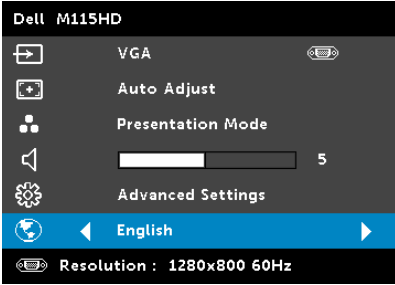 Dell M115HD
VGA
Auto Adjust
Presentation Mode
5
Advanced Settings
English
Resolution : 1280x800 60Hz